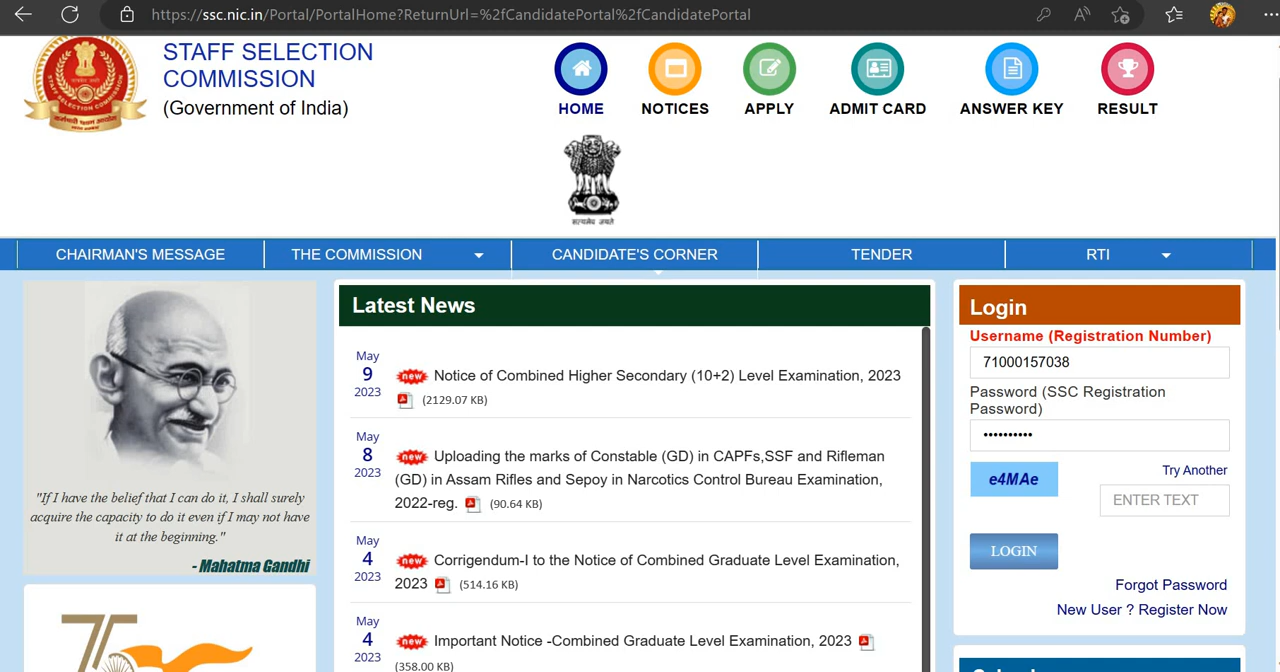 https://ssc.nic.in/Portal/PortalHome?ReturnUrl=%2fCandidatePortal%2fCandidatePortal
STAFF SELECTION
COMMISSION
(Government of India)
HOME
NOTICES
APPLY
ADMIT CARD
ANSWER KEY
RESULT
सत्यमेव जयते
CHAIRMAN'S MESSAGE
THE COMMISSION
CANDIDATE'S CORNER
TENDER
RTI
"If I have the belief that I can do it, I shall surely
acquire the capacity to do it even if I may not have
it at the beginning."
- Mahatma Gandhi
75
Latest News
May
9
2023
new Notice of Combined Higher Secondary (10+2) Level Examination, 2023
(2129.07 KB)
May
8
2023
new Uploading the marks of Constable (GD) in CAPFs,SSF and Rifleman
(GD) in Assam Rifles and Sepoy in Narcotics Control Bureau Examination,
2022-reg. (90.64 KB)
May
4
2023
new Corrigendum-I to the Notice of Combined Graduate Level Examination,
2023 (514.16 KB)
May
4
2023
new Important Notice -Combined Graduate Level Examination, 2023
(358.00 KB)
Login
Username (Registration Number)
71000157038
Password (SSC Registration
Password)
••••••••••
e4MAe
Try Another
ENTER TEXT
LOGIN
Forgot Password
New User ? Register Now